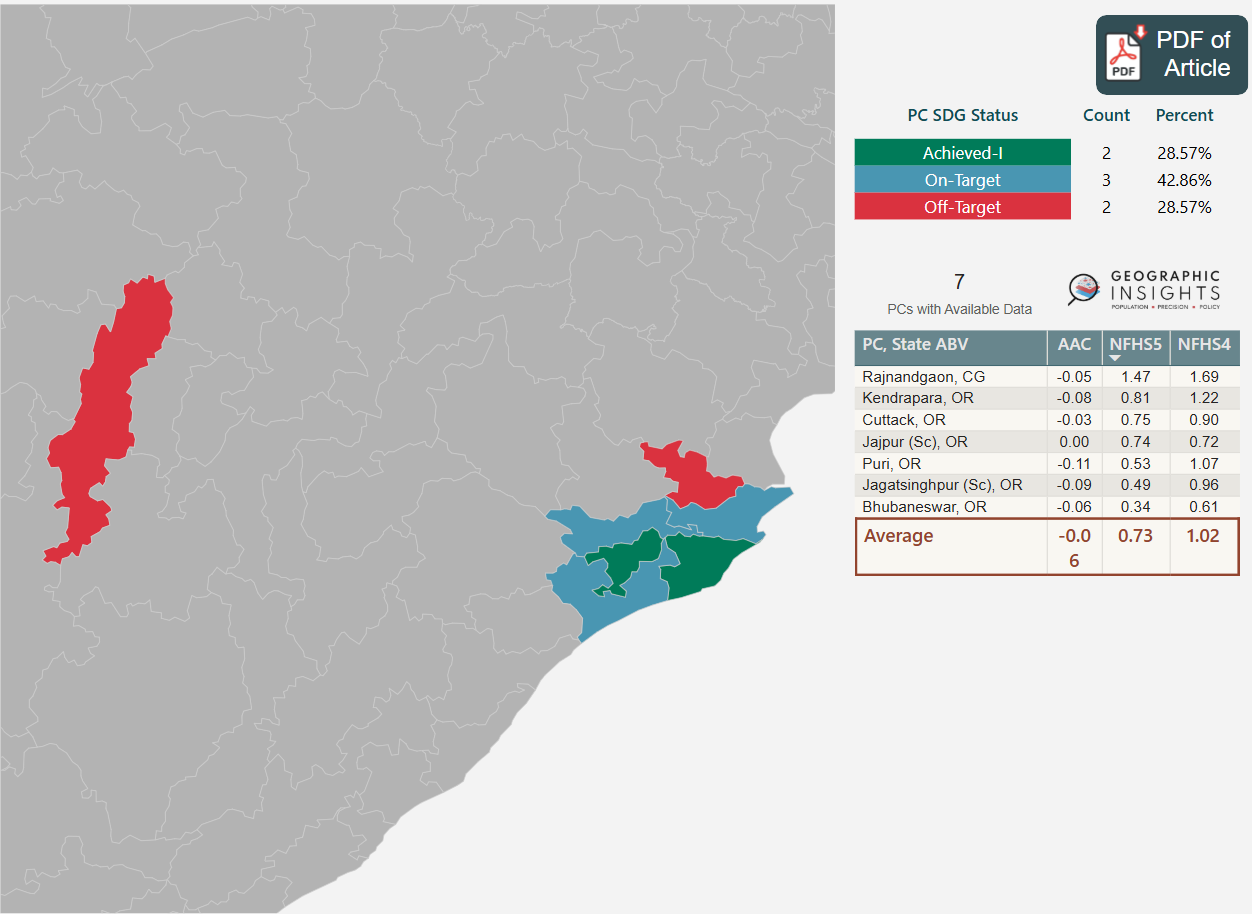 PDF of
Article
PDF
PC SDG Status Count Percent
Achieved-I 2 28.57%
On-Target 3 42.86%
Off-Target 2 28.57%
7
PCs with Available Data
GEOGRAPHIC
INSIGHTS
POPULATION • PRECISION • POLICY
PC, State ABV AAC NFHS5 NFHS4
Rajnandgaon, CG -0.05 1.47 1.69
Kendrapara, OR -0.08 0.81 1.22
Cuttack, OR -0.03 0.75 0.90
Jajpur (Sc), OR 0.00 0.74 0.72
Puri, OR -0.11 0.53 1.07
Jagatsinghpur (Sc), OR -0.09 0.49 0.96
Bhubaneswar, OR -0.06 0.34 0.61
Average -0.0 0.73 1.02
6